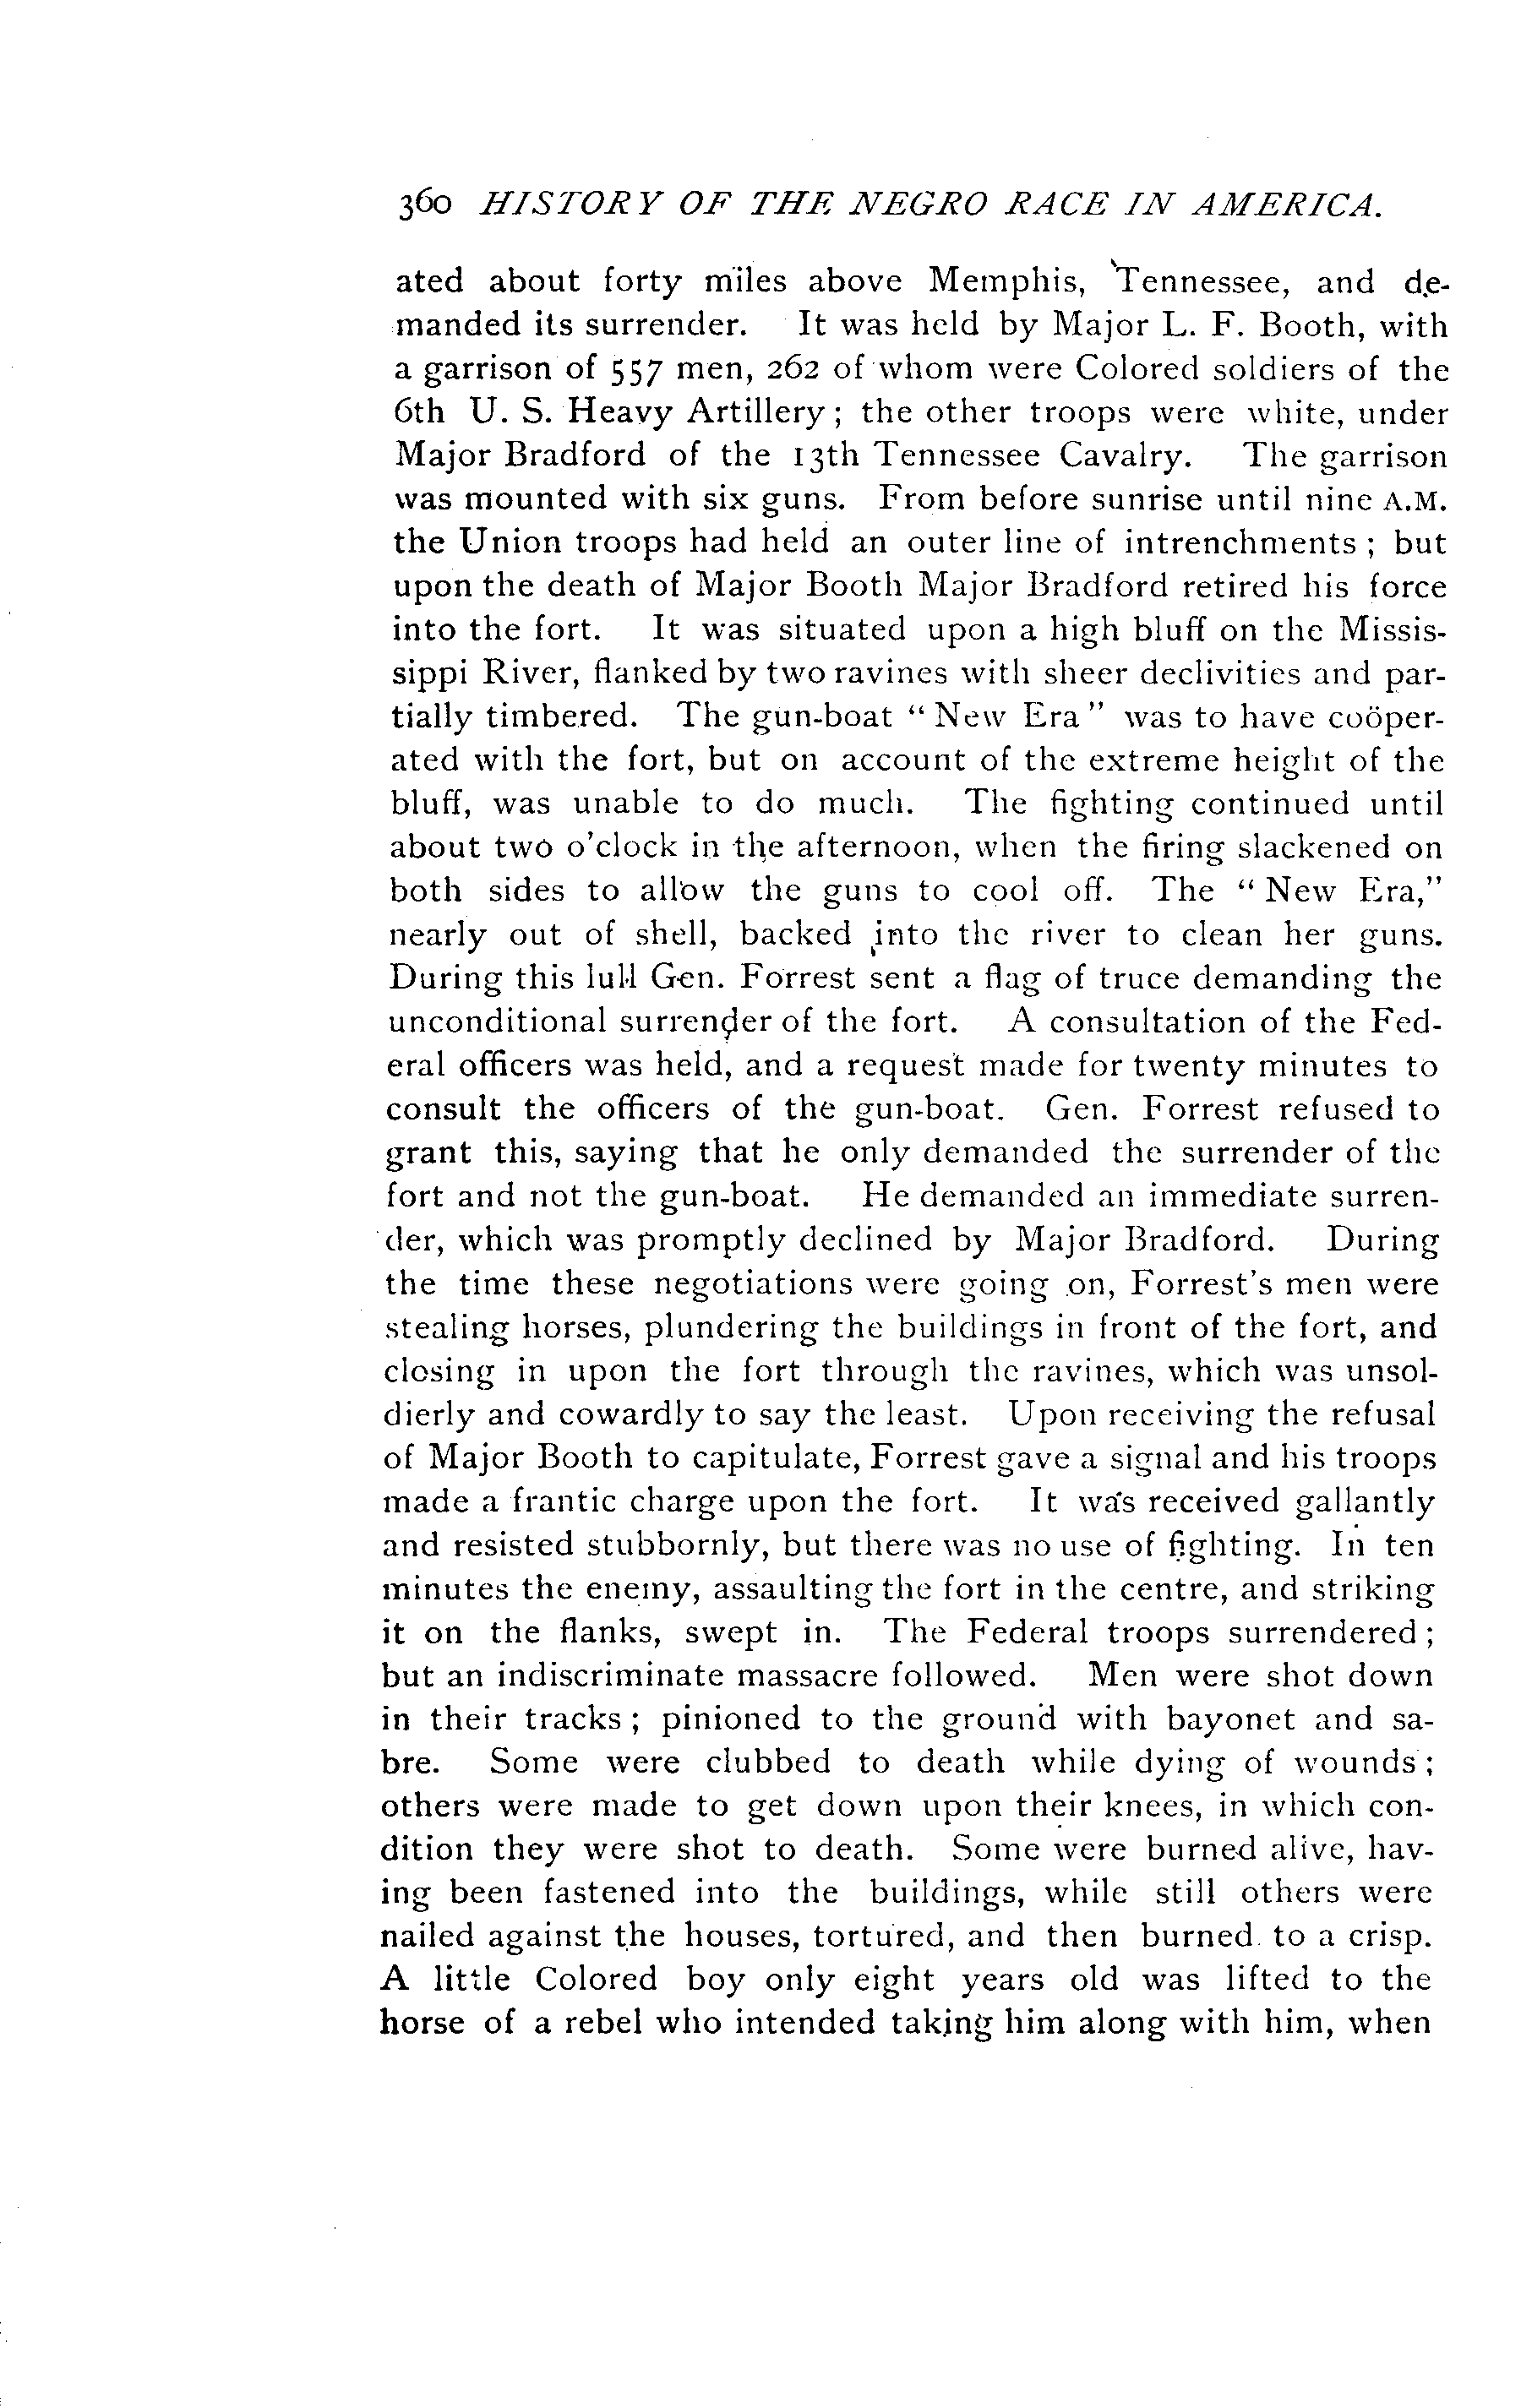 360 HISTORY OF THE NEGRO RACE IN AMERICA.
ated about forty miles above Memphis, Tennessee, and de-
manded its surrender. It was held by Major L. F. Booth, with
a garrison of 557 men, 262 of whom were Colored soldiers of the
6th U. S. Heavy Artillery; the other troops were white, under
Major Bradford of the 13th Tennessee Cavalry. The garrison
was mounted with six guns. From before sunrise until nine A.M.
the Union troops had held an outer line of intrenchments; but
upon the death of Major Booth Major Bradford retired his force
into the fort. It was situated upon a high bluff on the Missis-
sippi River, flanked by two ravines with sheer declivities and par-
tially timbered. The gun-boat "New Era" was to have coöper-
ated with the fort, but on account of the extreme height of the
bluff, was unable to do much. The fighting continued until
about two o'clock in the afternoon, when the firing slackened on
both sides to allow the guns to cool off. The "New Era,"
nearly out of shell, backed into the river to clean her guns.
During this lull Gen. Forrest sent a flag of truce demanding the
unconditional surrender of the fort. A consultation of the Fed-
eral officers was held, and a request made for twenty minutes to
consult the officers of the gun-boat. Gen. Forrest refused to
grant this, saying that he only demanded the surrender of the
fort and not the gun-boat. He demanded an immediate surren-
der, which was promptly declined by Major Bradford. During
the time these negotiations were going on, Forrest's men were
stealing horses, plundering the buildings in front of the fort, and
closing in upon the fort through the ravines, which was unsol-
dierly and cowardly to say the least. Upon receiving the refusal
of Major Booth to capitulate, Forrest gave a signal and his troops
made a frantic charge upon the fort. It was received gallantly
and resisted stubbornly, but there was no use of fighting. In ten
minutes the enemy, assaulting the fort in the centre, and striking
it on the flanks, swept in. The Federal troops surrendered;
but an indiscriminate massacre followed. Men were shot down
in their tracks; pinioned to the ground with bayonet and sa-
bre. Some were clubbed to death while dying of wounds;
others were made to get down upon their knees, in which con-
dition they were shot to death. Some were burned alive, hav-
ing been fastened into the buildings, while still others were
nailed against the houses, tortured, and then burned to a crisp.
A little Colored boy only eight years old was lifted to the
horse of a rebel who intended taking him along with him, when